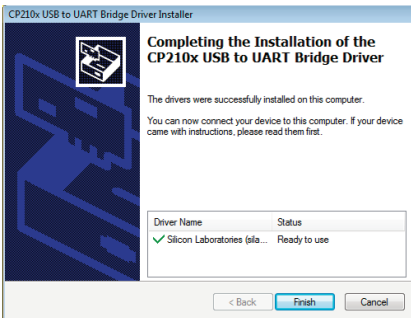 CP210x USB to UART Bridge Driver Installer
Completing the Installation of the
CP210x USB to UART Bridge Driver
The drivers were successfully installed on this computer.
You can now connect your device to this computer. If your device
came with instructions, please read them first.
Driver Name Status
Silicon Laboratories (sila... Ready to use
< Back Finish Cancel